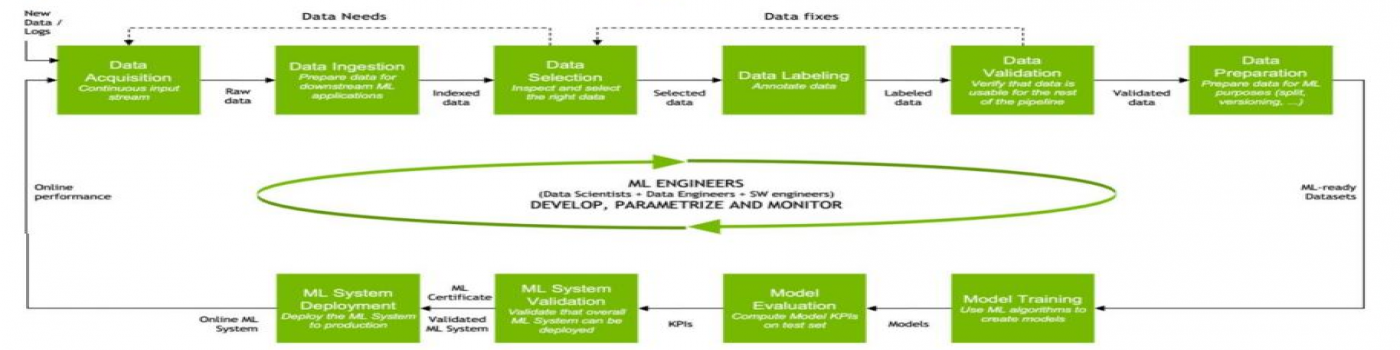 New
Data /
Logs
Data Needs
Data fixes
Data
Acquisition
Continuous input
stream
Raw
data
Data Ingestion
Prepare data for
downstream ML
applications
Indexed
data
Data
Selection
Inspect and select
the right data
Selected
data
Data Labeling
Annotate data
Labeled
data
Data
Validation
Verify that data is
usable for the rest
of the pipeline
Validated
data
Data
Preparation
Prepare data for ML
purposes (split,
versioning, ...)
Online
performance
ML ENGINEERS
(Data Scientists + Data Engineers + SW engineers)
DEVELOP, PARAMETRIZE AND MONITOR
ML-ready
Datasets
Online ML
System
ML System
Deployment
Deploy the ML System
to production
ML
Certificate
Validated
ML System
ML System
Validation
Validate that overall
ML System can be
deployed
KPIs
Model
Evaluation
Compute Model KPIs
on test set
Models
Model Training
Use ML algorithms to
create models